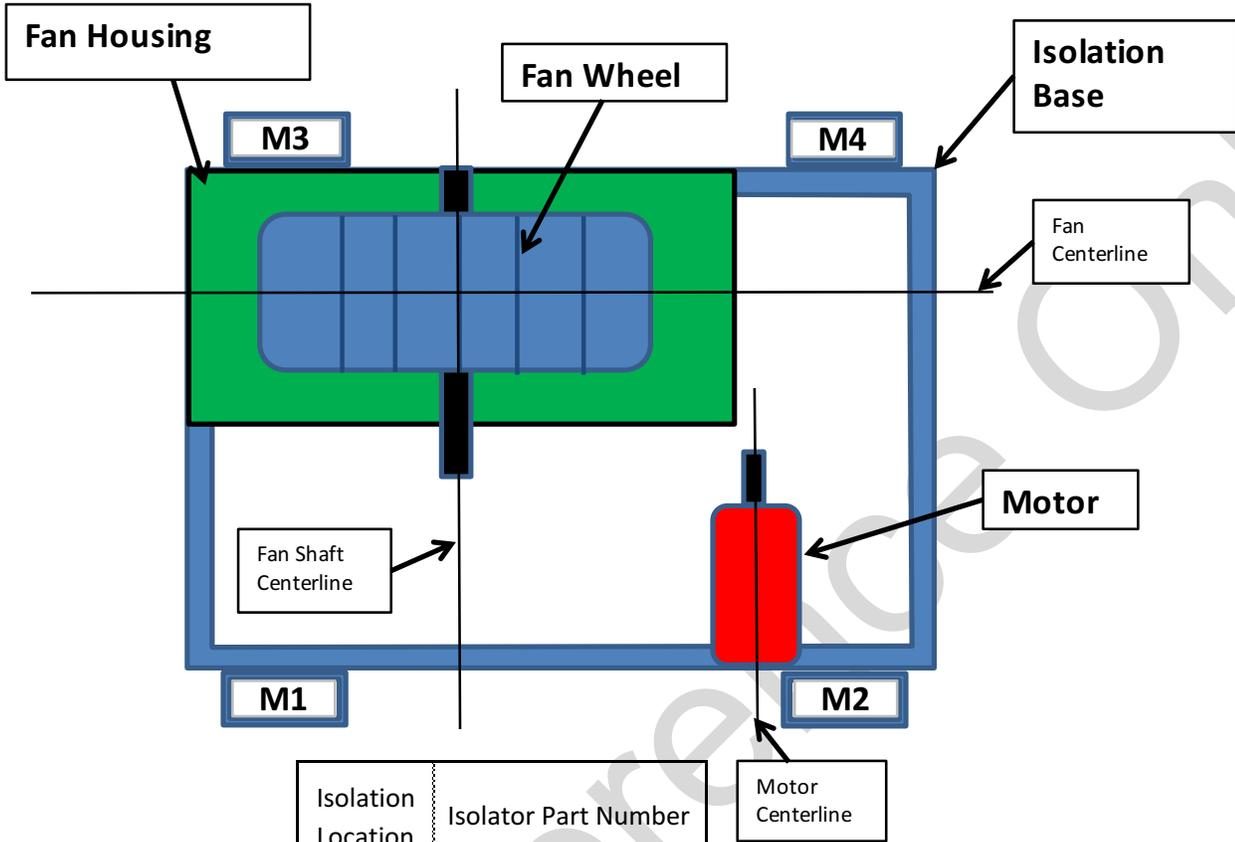 Fan Housing
Fan Wheel
Isolation
Base
M3
M4
Fan
Centerline
Motor
Fan Shaft
Centerline
M1
M2
Motor
Centerline
Isolation
Location
Isolator Part Number